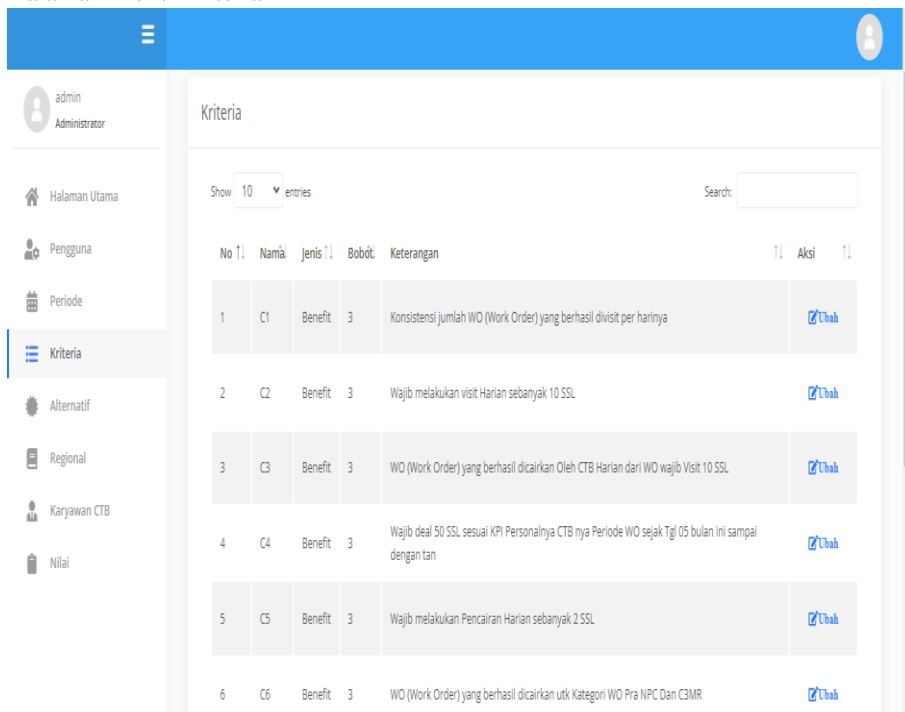 admin
Administrator
Halaman Utama
Pengguna
Periode
Kriteria
Alternatif
Regional
Karyawan CTB
Nilai
Kriteria
Show 10 entries
Search:
No Nama Jenis Bobot Keterangan Aksi
1 C1 Benefit 3 Konsistensi jumlah WO (Work Order) yang berhasil divisit per harinya Ubah
2 C2 Benefit 3 Wajib melakukan visit Harian sebanyak 10 SSL Ubah
3 C3 Benefit 3 WO (Work Order) yang berhasil dicairkan Oleh CTB Harian dari WO wajib Visit 10 SSL Ubah
4 C4 Benefit 3 Wajib deal 50 SSL sesuai KPI Personalnya CTB nya Periode WO sejak Tgl 05 bulan ini sampai
dengan tan Ubah
5 C5 Benefit 3 Wajib melakukan Pencairan Harian sebanyak 2 SSL Ubah
6 C6 Benefit 3 WO (Work Order) yang berhasil dicairkan utk Kategori WO Pra NPC Dan C3MR Ubah